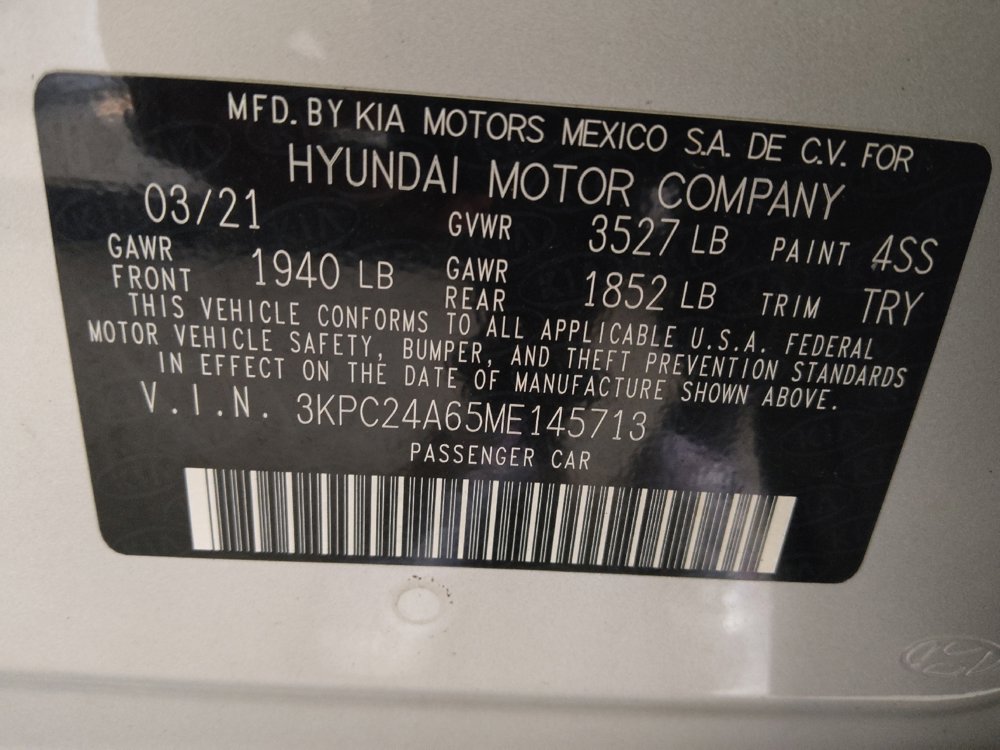 MFD. BY KIA MOTORS MEXICO S.A. DE C.V. FOR
HYUNDAI MOTOR COMPANY
03/21 GVWR 3527 LB PAINT 4SS
GAWR FRONT 1940 LB GAWR REAR 1852 LB TRIM TRY
THIS VEHICLE CONFORMS TO ALL APPLICABLE U.S.A. FEDERAL
MOTOR VEHICLE SAFETY, BUMPER, AND THEFT PREVENTION STANDARDS
IN EFFECT ON THE DATE OF MANUFACTURE SHOWN ABOVE.
V.I.N. 3KPC24A65ME145713
PASSENGER CAR